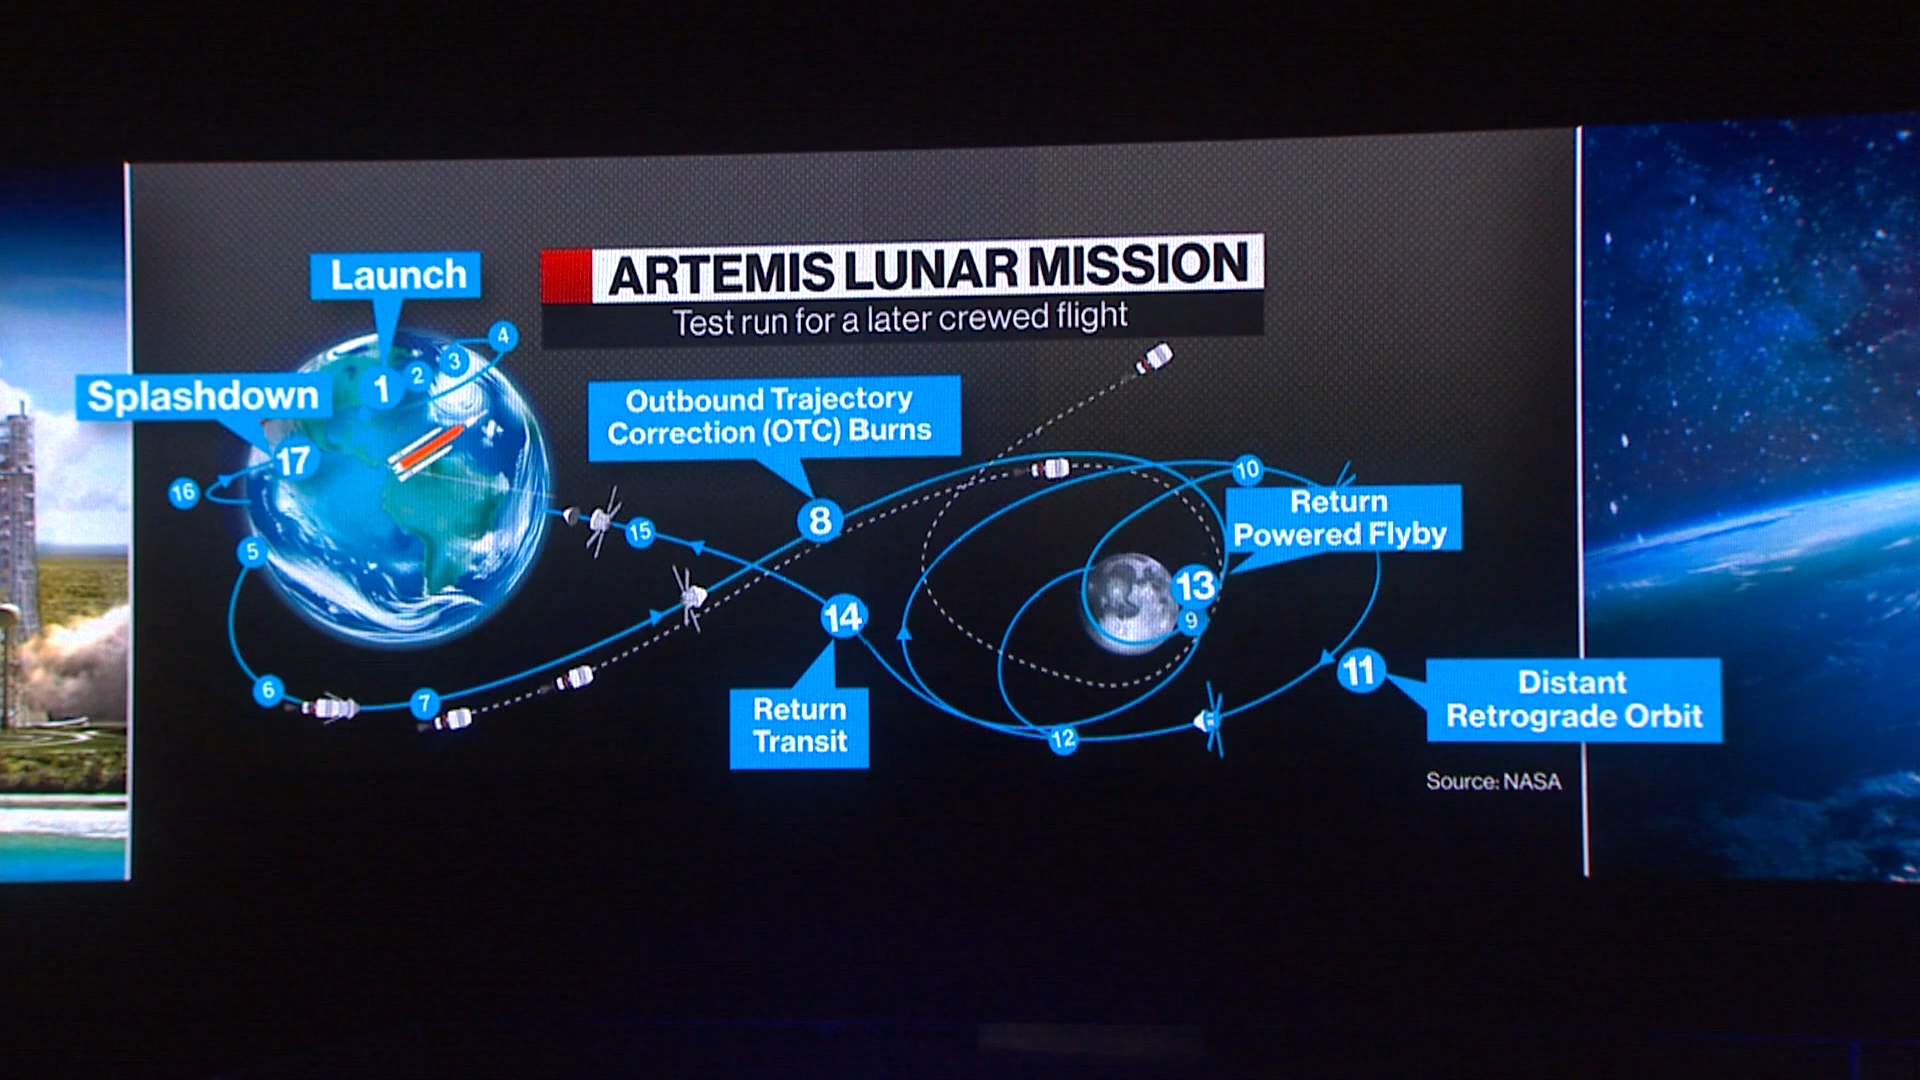 ARTEMIS LUNAR MISSION
Test run for a later crewed flight
Launch
Splashdown
1
2
3
4
17
16
5
6
7
Outbound Trajectory
Correction (OTC) Burns
8
15
14
Return
Transit
10
Return
Powered Flyby
13
9
11
Distant
Retrograde Orbit
12
Source: NASA